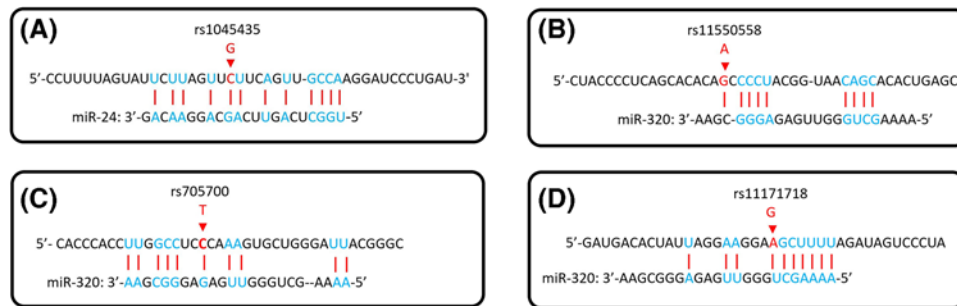 (A)
rs1045435
G
5'-CCUUUUAGUAUUCUUAGUUCUUCAGUU-GCCAAGGAUCCCUGAU-3'
miR-24: 3'-GACAAGGACGACUUGACUCGGU-5'
(B)
rs11550558
A
5'-CUACCCCUCAGCACACAGCCCCUACGG-UAACAGCACACUGAGC
miR-320: 3'-AAGC-GGGAGAGUUGGGUCGAAAA-5'
(C)
rs705700
T
5'- CACCCACCUUGGCCUCCCAAAGUGCUGGGAUUACGGGC
miR-320: 3'-AAGCGGGAGAGUUGGGUCG--AAAA-5'
(D)
rs11171718
G
5'-GAUGACACUAUUAGGAAGGAAGCUUUUAGAUAGUCCCUA
miR-320: 3'-AAGCGGGAGAGUUGGGUCGAAAA-5'